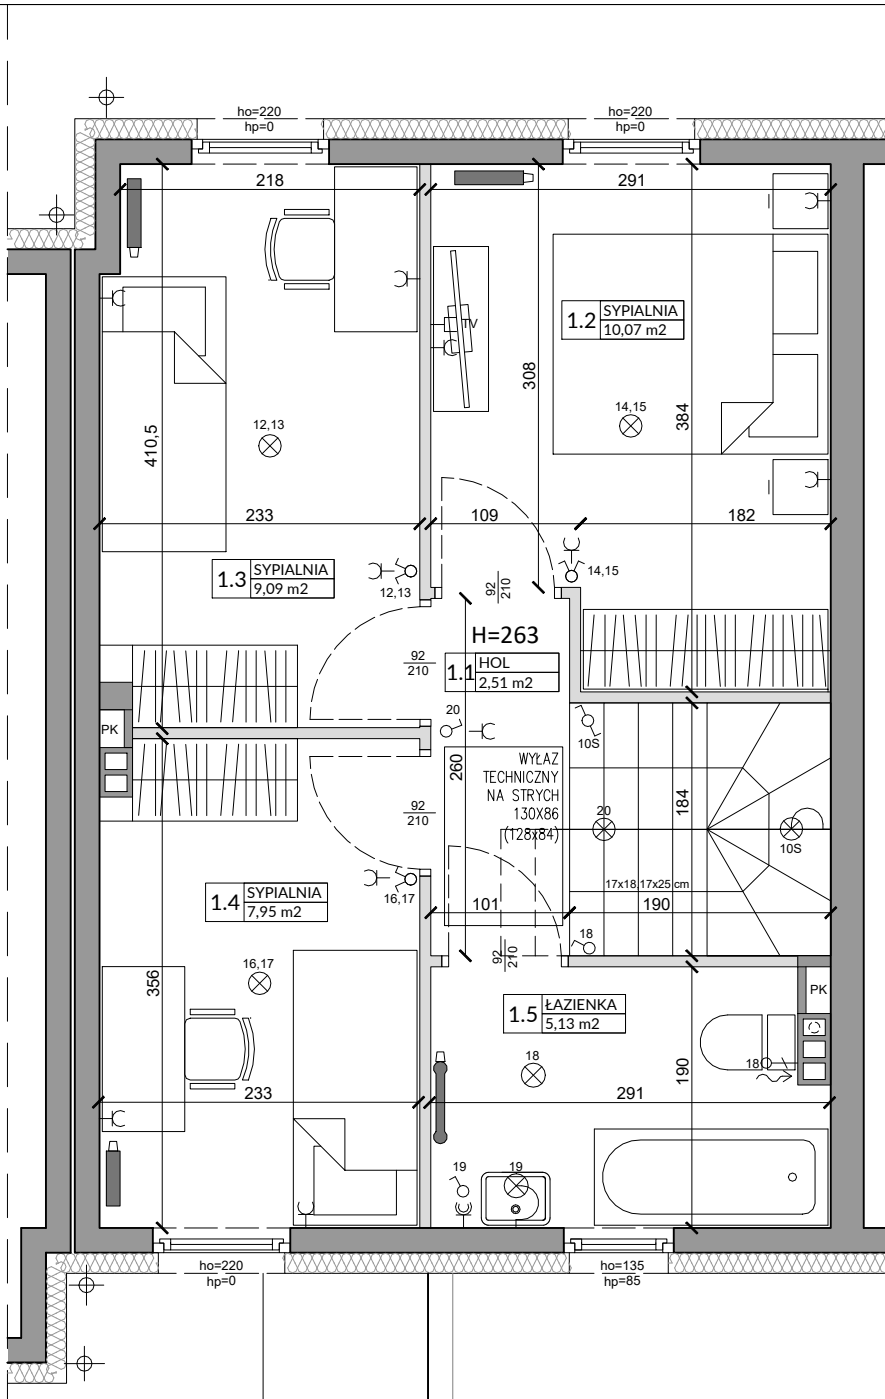 ho=220
hp=0
ho=220
hp=0
218
291
1.2
SYPIALNIA
10,07 m2
TV
308
384
14,15
12,13
410,5
233
109
182
1.3
SYPIALNIA
9,09 m2
12,13
14,15
92
210
H=263
92
210
1.1
HOL
2,51 m2
20
10S
PK
260
WYŁAZ
TECHNICZNY
NA STRYCH
130X86
(128x84)
184
20
10S
92
210
1.4
SYPIALNIA
7,95 m2
16,17
17x18,17x25 cm
101
190
18
92
210
16,17
356
1.5
ŁAZIENKA
5,13 m2
PK
18
18
190
233
291
19
19
ho=220
hp=0
ho=135
hp=85